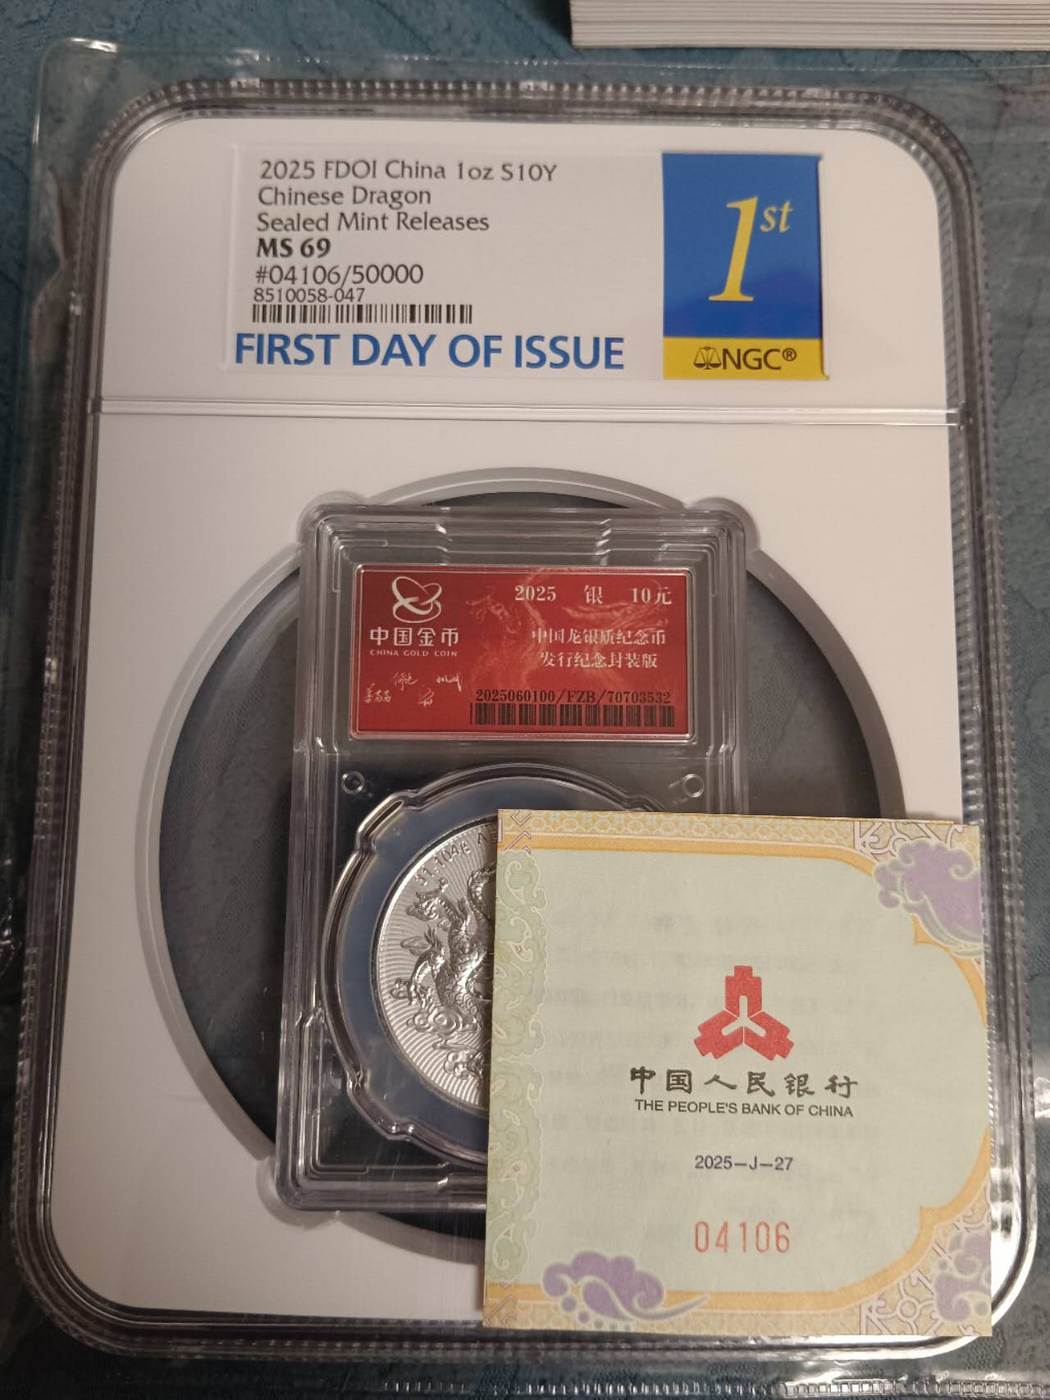 2025 FDOI China 1oz S10Y
Chinese Dragon
Sealed Mint Releases
MS 69
#04106/50000
8510058-047
FIRST DAY OF ISSUE
1st
NGC®
2025 银 10元
中国金币
CHINA GOLD COIN
中国龙银质纪念币
发行纪念封装版
2025060100/FZB/70703532
中国人民银行
THE PEOPLE'S BANK OF CHINA
2025-J-27
04106